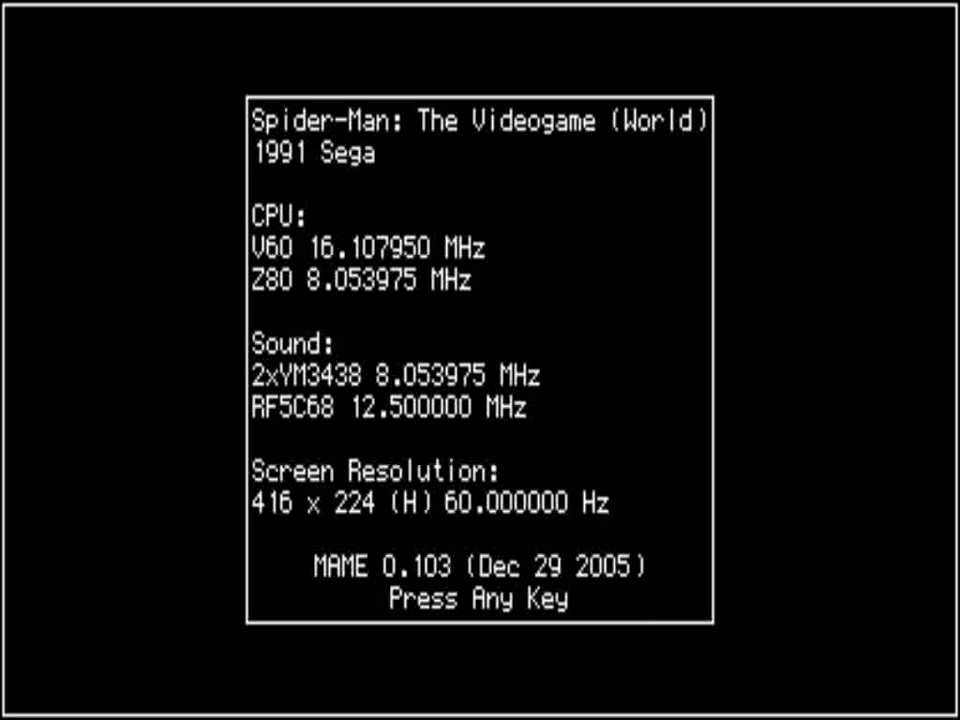 Spider-Man: The Videogame (World)
1991 Sega
CPU:
V60 16.107950 MHz
Z80 8.053975 MHz
Sound:
2xYM3438 8.053975 MHz
RF5C68 12.500000 MHz
Screen Resolution:
416 x 224 (H) 60.000000 Hz
MAME 0.103 (Dec 29 2005)
Press Any Key